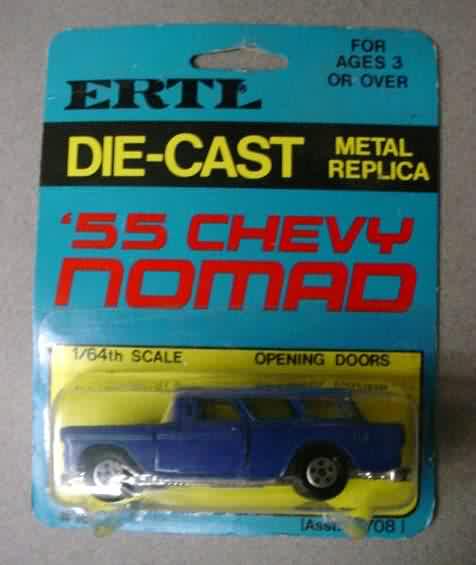 FOR
AGES 3
OR OVER
ERTL
DIE-CAST
METAL
REPLICA
'55 CHEVY
NOMAD
1/64th SCALE OPENING DOORS